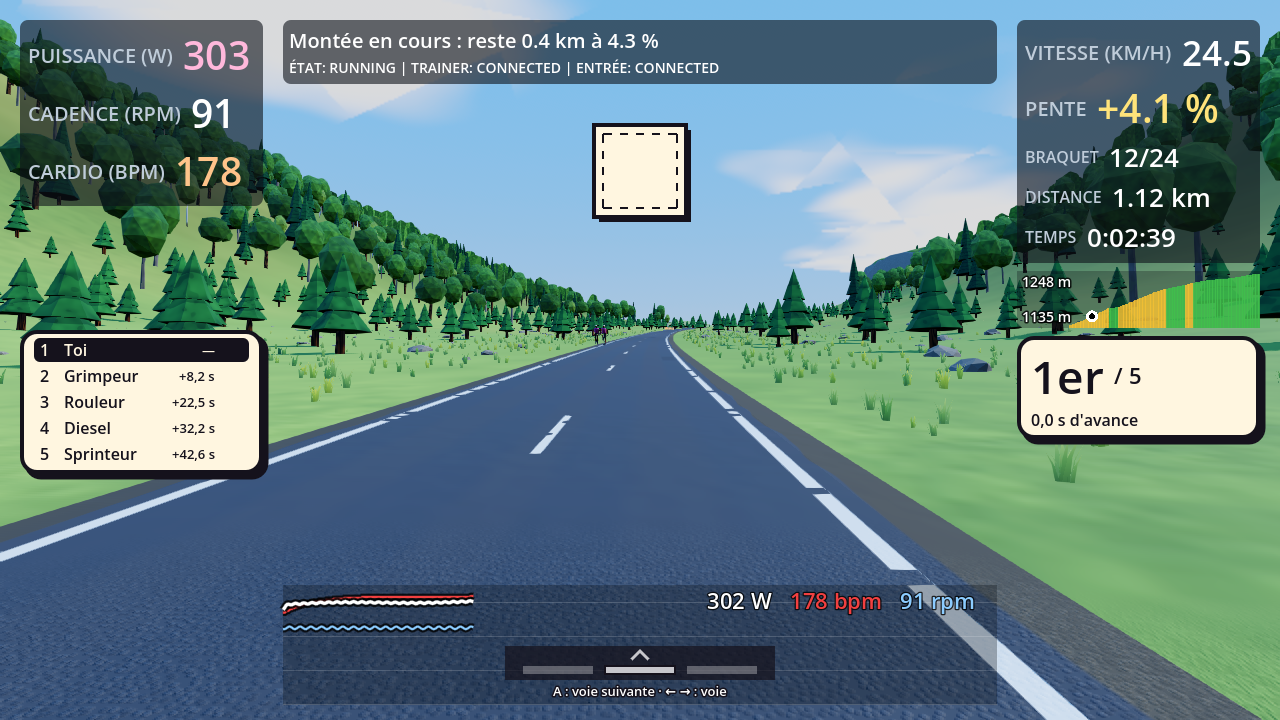 PUISSANCE (W) 303
CADENCE (RPM) 91
CARDIO (BPM) 178
Montée en cours : reste 0.4 km à 4.3 %
ÉTAT: RUNNING | TRAINER: CONNECTED | ENTRÉE: CONNECTED
VITESSE (KM/H) 24.5
PENTE +4.1 %
BRAQUET 12/24
DISTANCE 1.12 km
TEMPS 0:02:39
1248 m
1135 m
1 Toi —
2 Grimpeur +8,2 s
3 Rouleur +22,5 s
4 Diesel +32,2 s
5 Sprinteur +42,6 s
1er / 5
0,0 s d'avance
302 W 178 bpm 91 rpm
A : voie suivante · ← → : voie